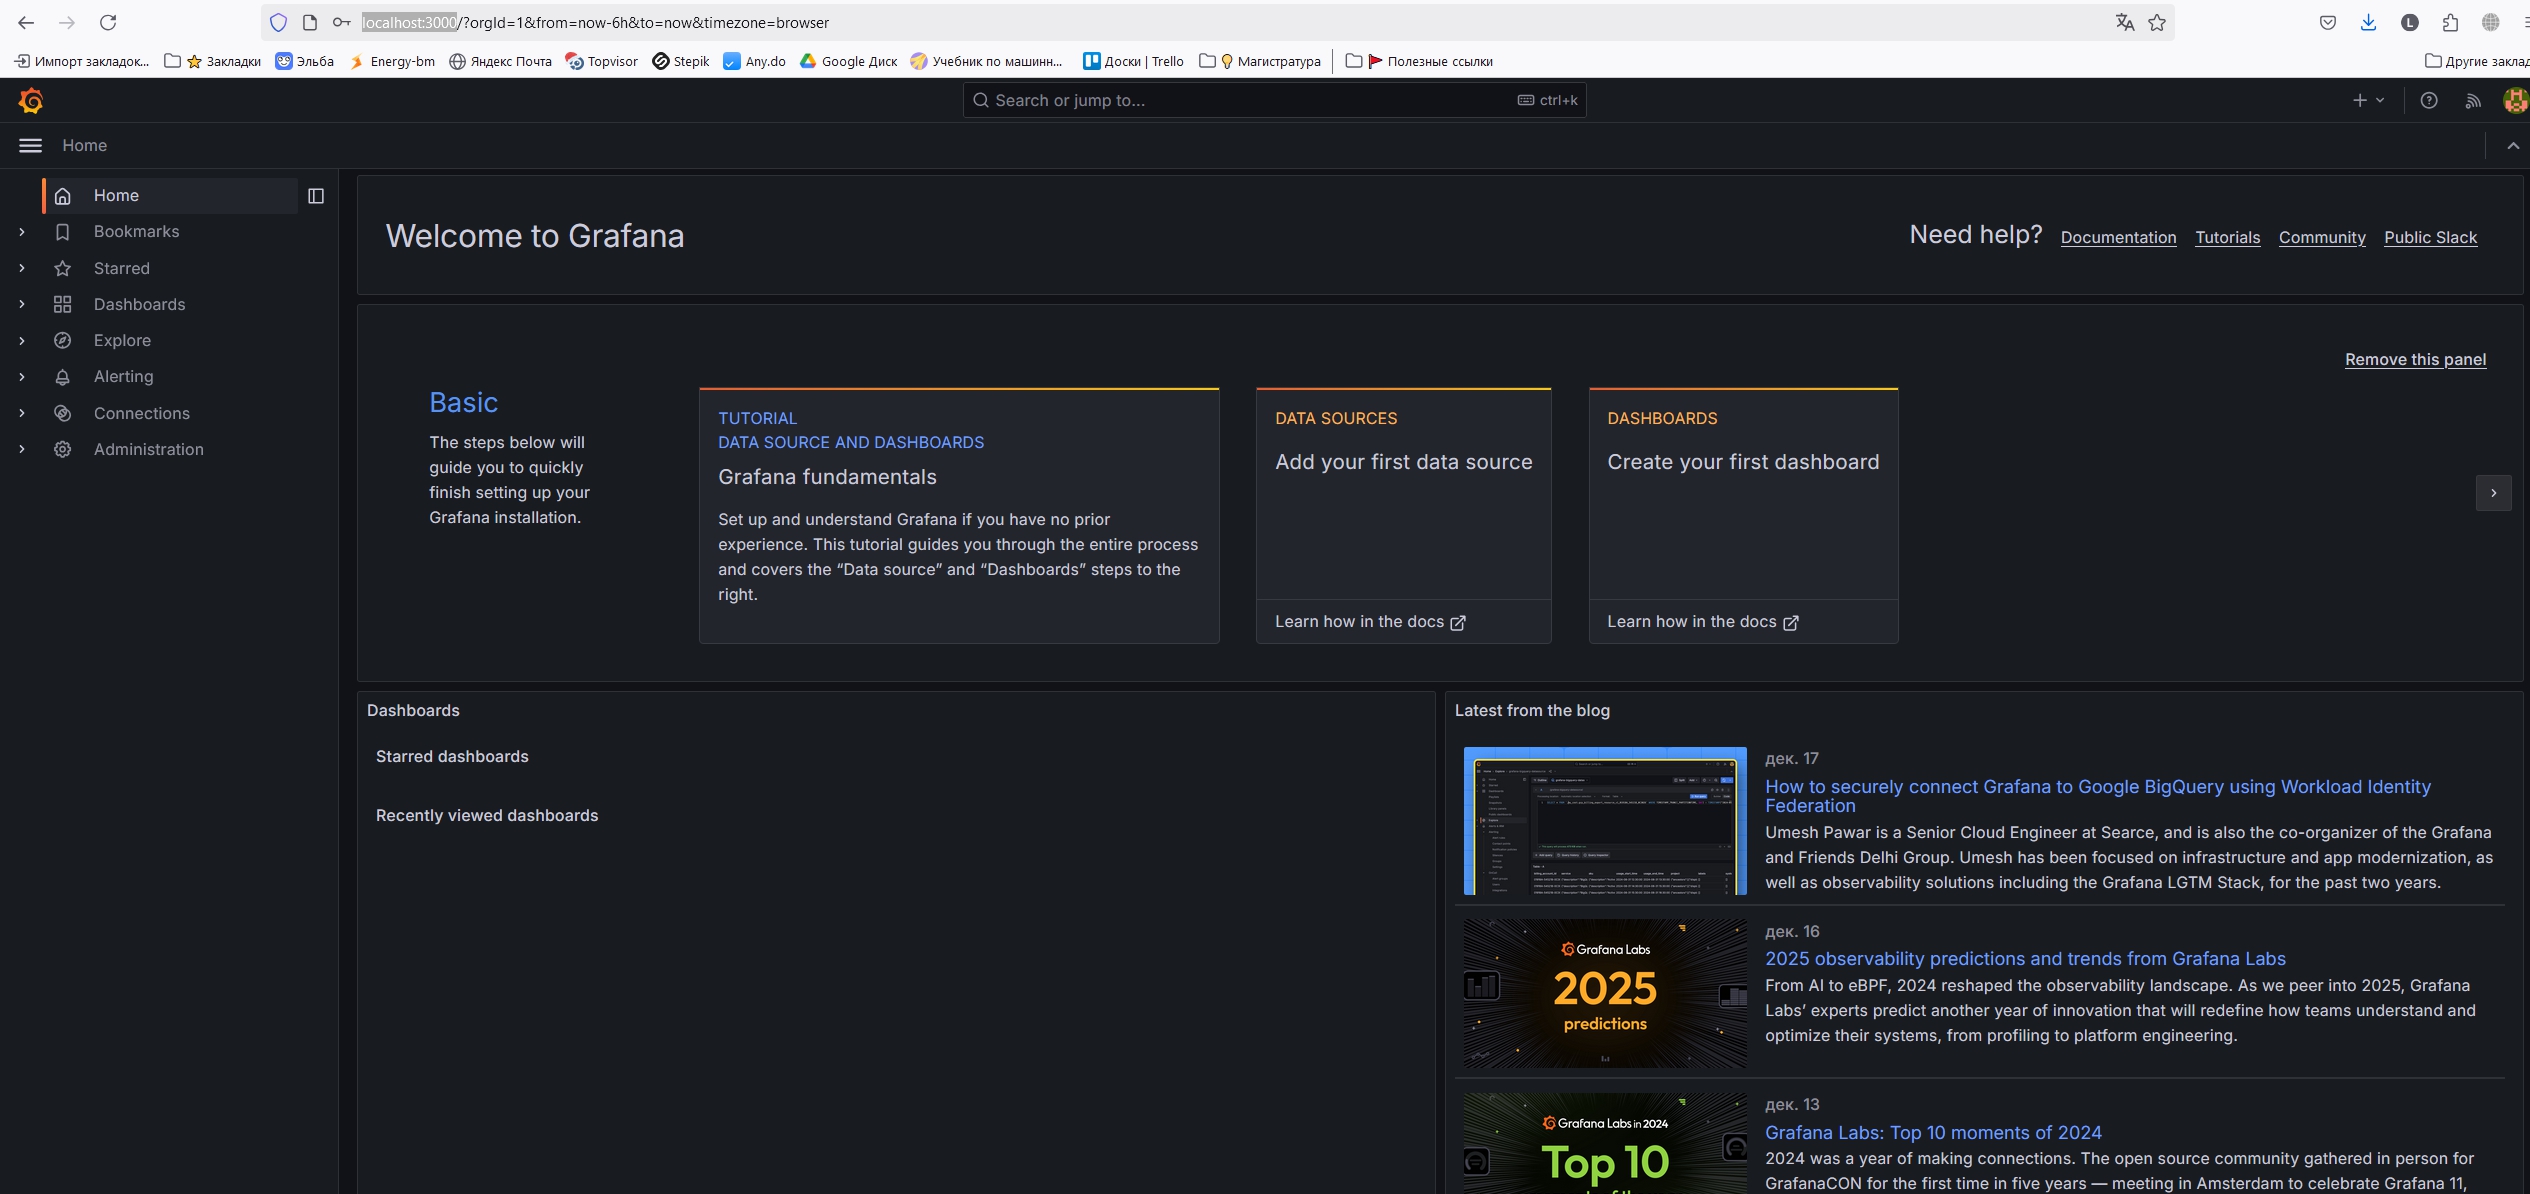 localhost:3000/?orgId=1&from=now-6h&to=now&timezone=browser
L
Импорт закладок...
Закладки
Эльба
Energy-bm
Яндекс Почта
Topvisor
Stepik
Any.do
Google Диск
Учебник по машинн...
Доски | Trello
Магистратура
Полезные ссылки
Другие заклад
Search or jump to...
ctrl+k
Home
Home
Bookmarks
Starred
Dashboards
Explore
Alerting
Connections
Administration
Welcome to Grafana
Need help?
Documentation
Tutorials
Community
Public Slack
Remove this panel
Basic
The steps below will
guide you to quickly
finish setting up your
Grafana installation.
TUTORIAL
DATA SOURCE AND DASHBOARDS
Grafana fundamentals
Set up and understand Grafana if you have no prior
experience. This tutorial guides you through the entire process
and covers the “Data source” and “Dashboards” steps to the
right.
DATA SOURCES
Add your first data source
Learn how in the docs
DASHBOARDS
Create your first dashboard
Learn how in the docs
Dashboards
Starred dashboards
Recently viewed dashboards
Latest from the blog
дек. 17
How to securely connect Grafana to Google BigQuery using Workload Identity
Federation
Umesh Pawar is a Senior Cloud Engineer at Searce, and is also the co-organizer of the Grafana
and Friends Delhi Group. Umesh has been focused on infrastructure and app modernization, as
well as observability solutions including the Grafana LGTM Stack, for the past two years.
Grafana Labs
2025
predictions
дек. 16
2025 observability predictions and trends from Grafana Labs
From AI to eBPF, 2024 reshaped the observability landscape. As we peer into 2025, Grafana
Labs’ experts predict another year of innovation that will redefine how teams understand and
optimize their systems, from profiling to platform engineering.
Grafana Labs in 2024
Top 10
дек. 13
Grafana Labs: Top 10 moments of 2024
2024 was a year of making connections. The open source community gathered in person for
GrafanaCON for the first time in five years — meeting in Amsterdam to celebrate Grafana 11,